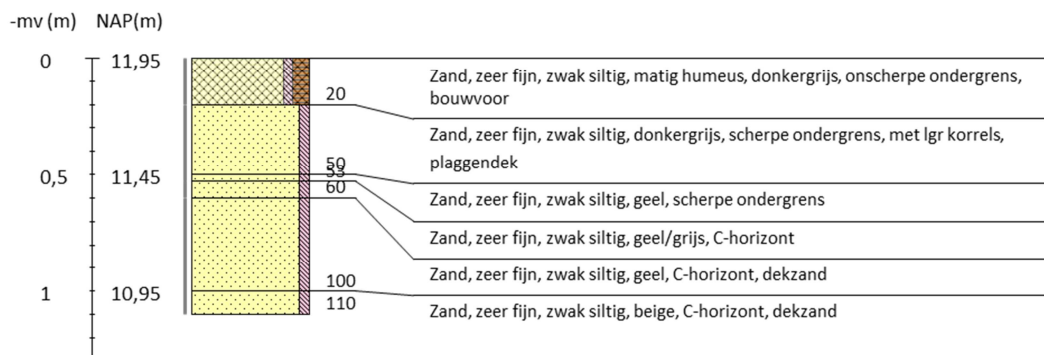 -mv (m) NAP(m)
0 11,95
Zand, zeer fijn, zwak siltig, matig humeus, donkergrijs, onscherpe ondergrens,
bouwvoor
20
Zand, zeer fijn, zwak siltig, donkergrijs, scherpe ondergrens, met lgr korrels,
plaggendek
50
53
0,5 11,45
60
Zand, zeer fijn, zwak siltig, geel, scherpe ondergrens
Zand, zeer fijn, zwak siltig, geel/grijs, C-horizont
Zand, zeer fijn, zwak siltig, geel, C-horizont, dekzand
100
1 10,95
110
Zand, zeer fijn, zwak siltig, beige, C-horizont, dekzand